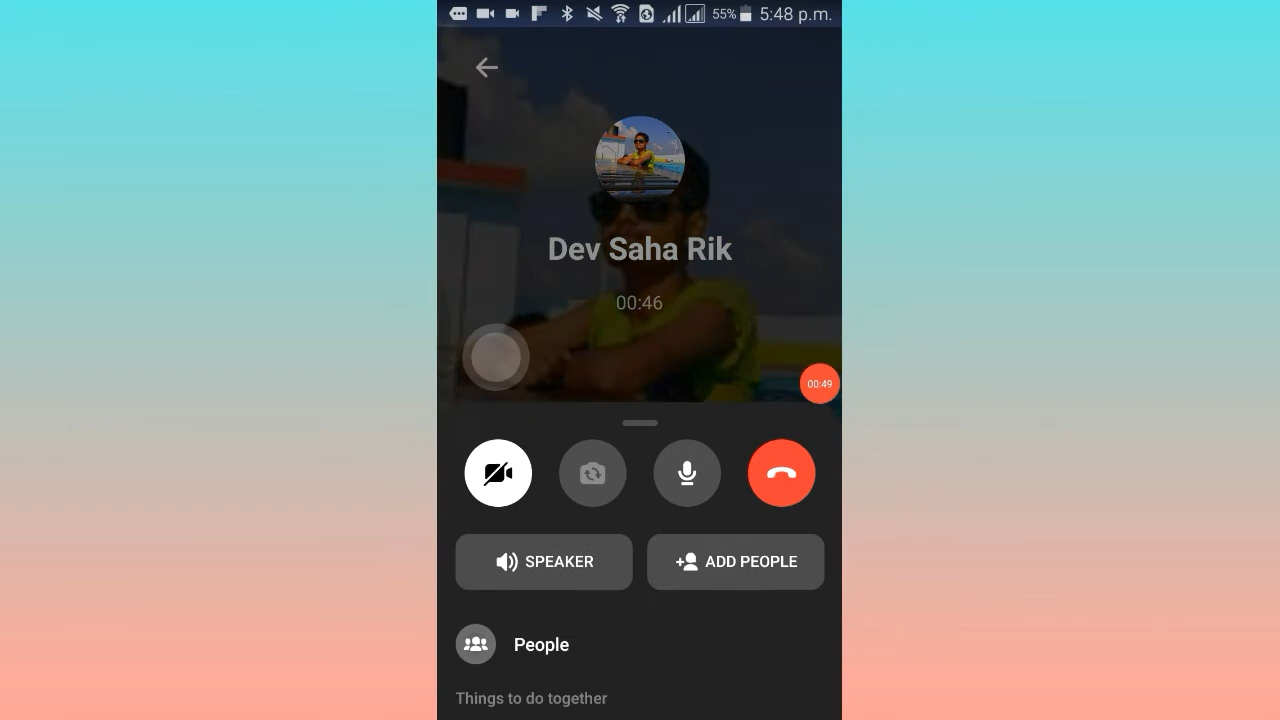 55% 5:48 p.m.
Dev Saha Rik
00:46
00:49
SPEAKER
ADD PEOPLE
People
Things to do together